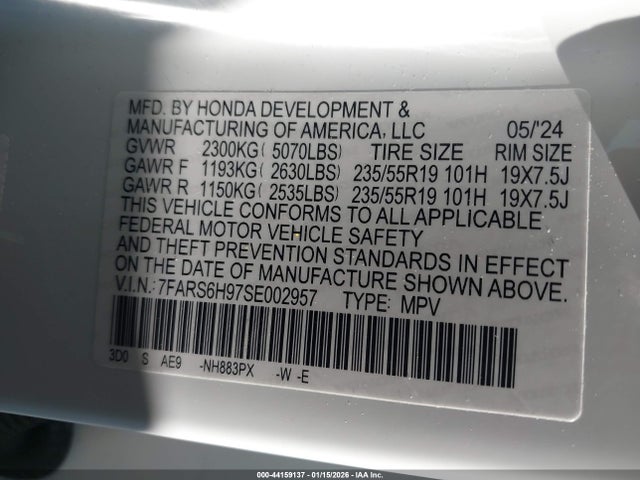 MFD. BY HONDA DEVELOPMENT &
MANUFACTURING OF AMERICA, LLC 05/'24
GVWR 2300KG( 5070LBS) TIRE SIZE RIM SIZE
GAWR F 1193KG( 2630LBS) 235/55R19 101H 19X7.5J
GAWR R 1150KG( 2535LBS) 235/55R19 101H 19X7.5J
THIS VEHICLE CONFORMS TO ALL APPLICABLE
FEDERAL MOTOR VEHICLE SAFETY
AND THEFT PREVENTION STANDARDS IN EFFECT
ON THE DATE OF MANUFACTURE SHOWN ABOVE.
V.I.N.:7FARS6H97SE002957 TYPE: MPV
3D0 S AE9 -NH883PX -W -E
000-44159137 - 01/15/2026 - IAAI.COM